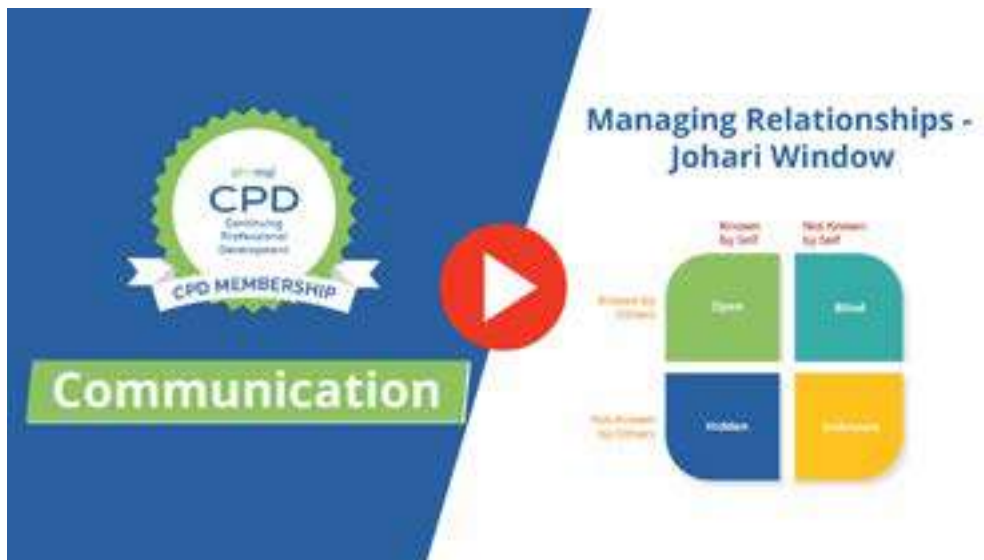 CPD
Continuing
Professional
Development
CPD MEMBERSHIP
Communication
Managing Relationships -
Johari Window
Known
by Self
Not Known
by Self
Known by
Others
Open
Blind
Not Known
by Others
Hidden
Unknown